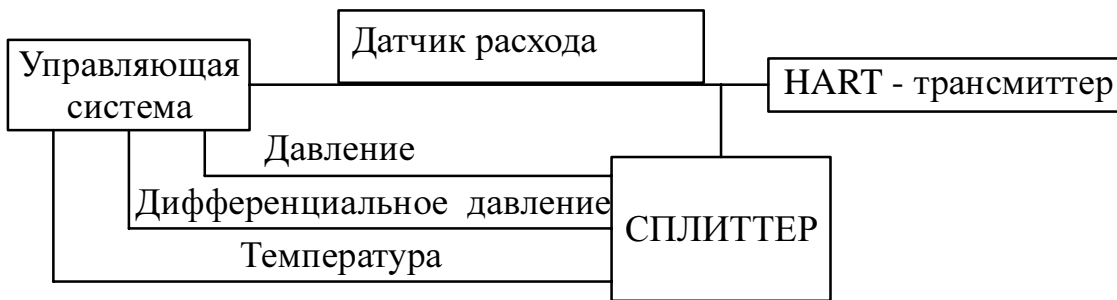 Датчик расхода
Управляющая
система
HART - трансмиттер
Давление
Дифференциальное давление
СПЛИТТЕР
Температура